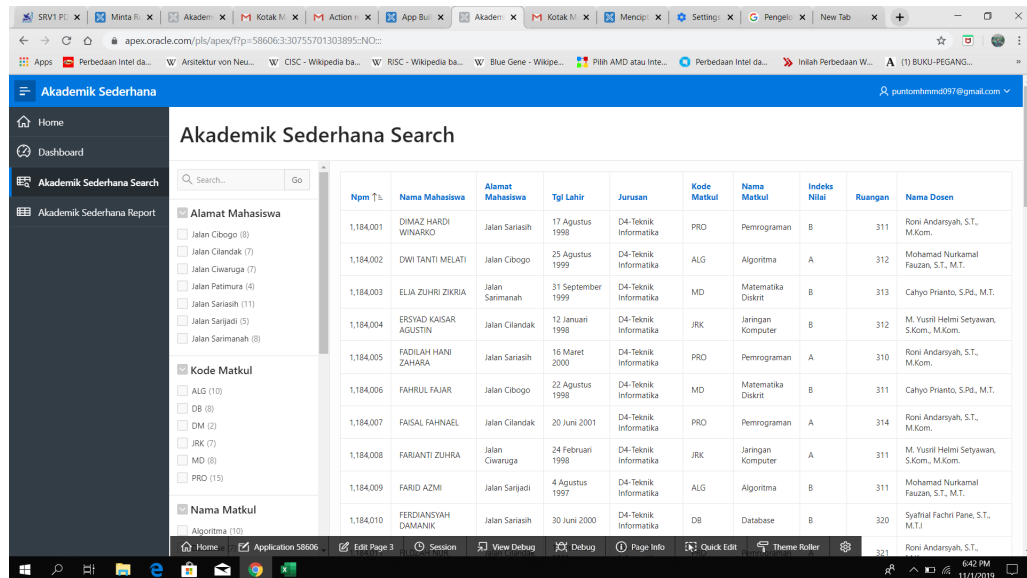 SRV1 PD
Minta R
Akadem
Kotak M
Action r
App Buil
Akadem
Kotak M
Mencipt
Settings
Pengelo
New Tab
apex.oracle.com/pls/apex/f?p=58606:3:30755701303895::NO:::
Apps
Perbedaan Intel da...
Arsitektur von Neu...
CISC - Wikipedia ba...
RISC - Wikipedia ba...
Blue Gene - Wikipe...
Pilih AMD atau Inte...
Perbedaan Intel da...
Inilah Perbedaan W...
(1) BUKU-PEGANG...
Akademik Sederhana
puntomhmmd097@gmail.com
Home
Dashboard
Akademik Sederhana Search
Akademik Sederhana Report
Akademik Sederhana Search
Search...
Go
Alamat Mahasiswa
Jalan Cibogo (8)
Jalan Cilandak (7)
Jalan Ciwaruga (7)
Jalan Patimura (4)
Jalan Sariasih (11)
Jalan Sarijadi (5)
Jalan Sarimanah (8)
Kode Matkul
ALG (10)
DB (8)
DM (2)
JRK (7)
MD (8)
PRO (15)
Nama Matkul
Algoritma (10)
Npm Nama Mahasiswa Alamat Mahasiswa Tgl Lahir Jurusan Kode Matkul Nama Matkul Indeks Nilai Ruangan Nama Dosen
1,184,001 DIMAZ HARDI WINARKO Jalan Sariasih 17 Agustus 1998 D4-Teknik Informatika PRO Pemrograman B 311 Roni Andarsyah, S.T., M.Kom.
1,184,002 DWI TANTI MELATI Jalan Cibogo 25 Agustus 1999 D4-Teknik Informatika ALG Algoritma A 312 Mohamad Nurkamal Fauzan, S.T., M.T.
1,184,003 ELJA ZUHRI ZIKRIA Jalan Sarimanah 31 September 1999 D4-Teknik Informatika MD Matematika Diskrit B 313 Cahyo Prianto, S.Pd., M.T.
1,184,004 ERSYAD KAISAR AGUSTIN Jalan Cilandak 12 Januari 1998 D4-Teknik Informatika JRK Jaringan Komputer B 312 M. Yusril Helmi Setyawan, S.Kom., M.Kom.
1,184,005 FADILAH HANI ZAHARA Jalan Sariasih 16 Maret 2000 D4-Teknik Informatika PRO Pemrograman A 310 Roni Andarsyah, S.T., M.Kom.
1,184,006 FAHRUL FAJAR Jalan Cibogo 22 Agustus 1998 D4-Teknik Informatika MD Matematika Diskrit B 311 Cahyo Prianto, S.Pd., M.T.
1,184,007 FAISAL FAHNAEL Jalan Cilandak 20 Juni 2001 D4-Teknik Informatika PRO Pemrograman A 314 Roni Andarsyah, S.T., M.Kom.
1,184,008 FARIANTI ZUHRA Jalan Ciwaruga 24 Februari 1998 D4-Teknik Informatika JRK Jaringan Komputer A 311 M. Yusril Helmi Setyawan, S.Kom., M.Kom.
1,184,009 FARID AZMI Jalan Sarijadi 4 Agustus 1997 D4-Teknik Informatika ALG Algoritma B 311 Mohamad Nurkamal Fauzan, S.T., M.T.
1,184,010 FERDIANSYAH DAMANIK Jalan Sariasih 30 Juni 2000 D4-Teknik Informatika DB Database B 320 Syafrial Fachri Pane, S.T., M.T.I
321 Roni Andarsyah, S.T.,
Home
Application 58606
Edit Page 3
Session
View Debug
Debug
Page Info
Quick Edit
Theme Roller
6:42 PM
11/1/2019